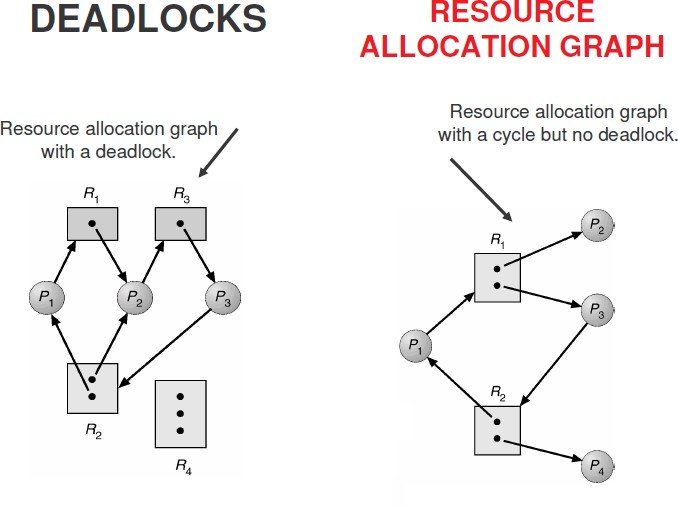 DEADLOCKS
RESOURCE
ALLOCATION GRAPH
Resource allocation graph
with a deadlock.
R1
R3
P1
P2
P3
R2
R4
Resource allocation graph
with a cycle but no deadlock.
P2
R1
P3
P1
R2
P4